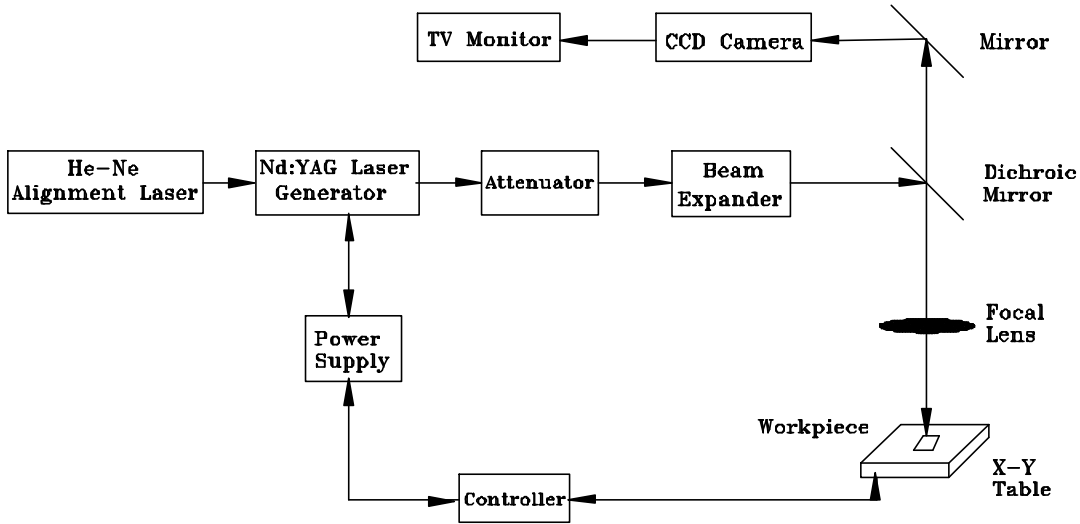 TV Monitor
CCD Camera
Mirror
He-Ne
Alignment Laser
Nd:YAG Laser
Generator
Attenuator
Beam
Expander
Dichroic
Mirror
Focal
Lens
Power
Supply
Workpiece
X-Y
Table
Controller